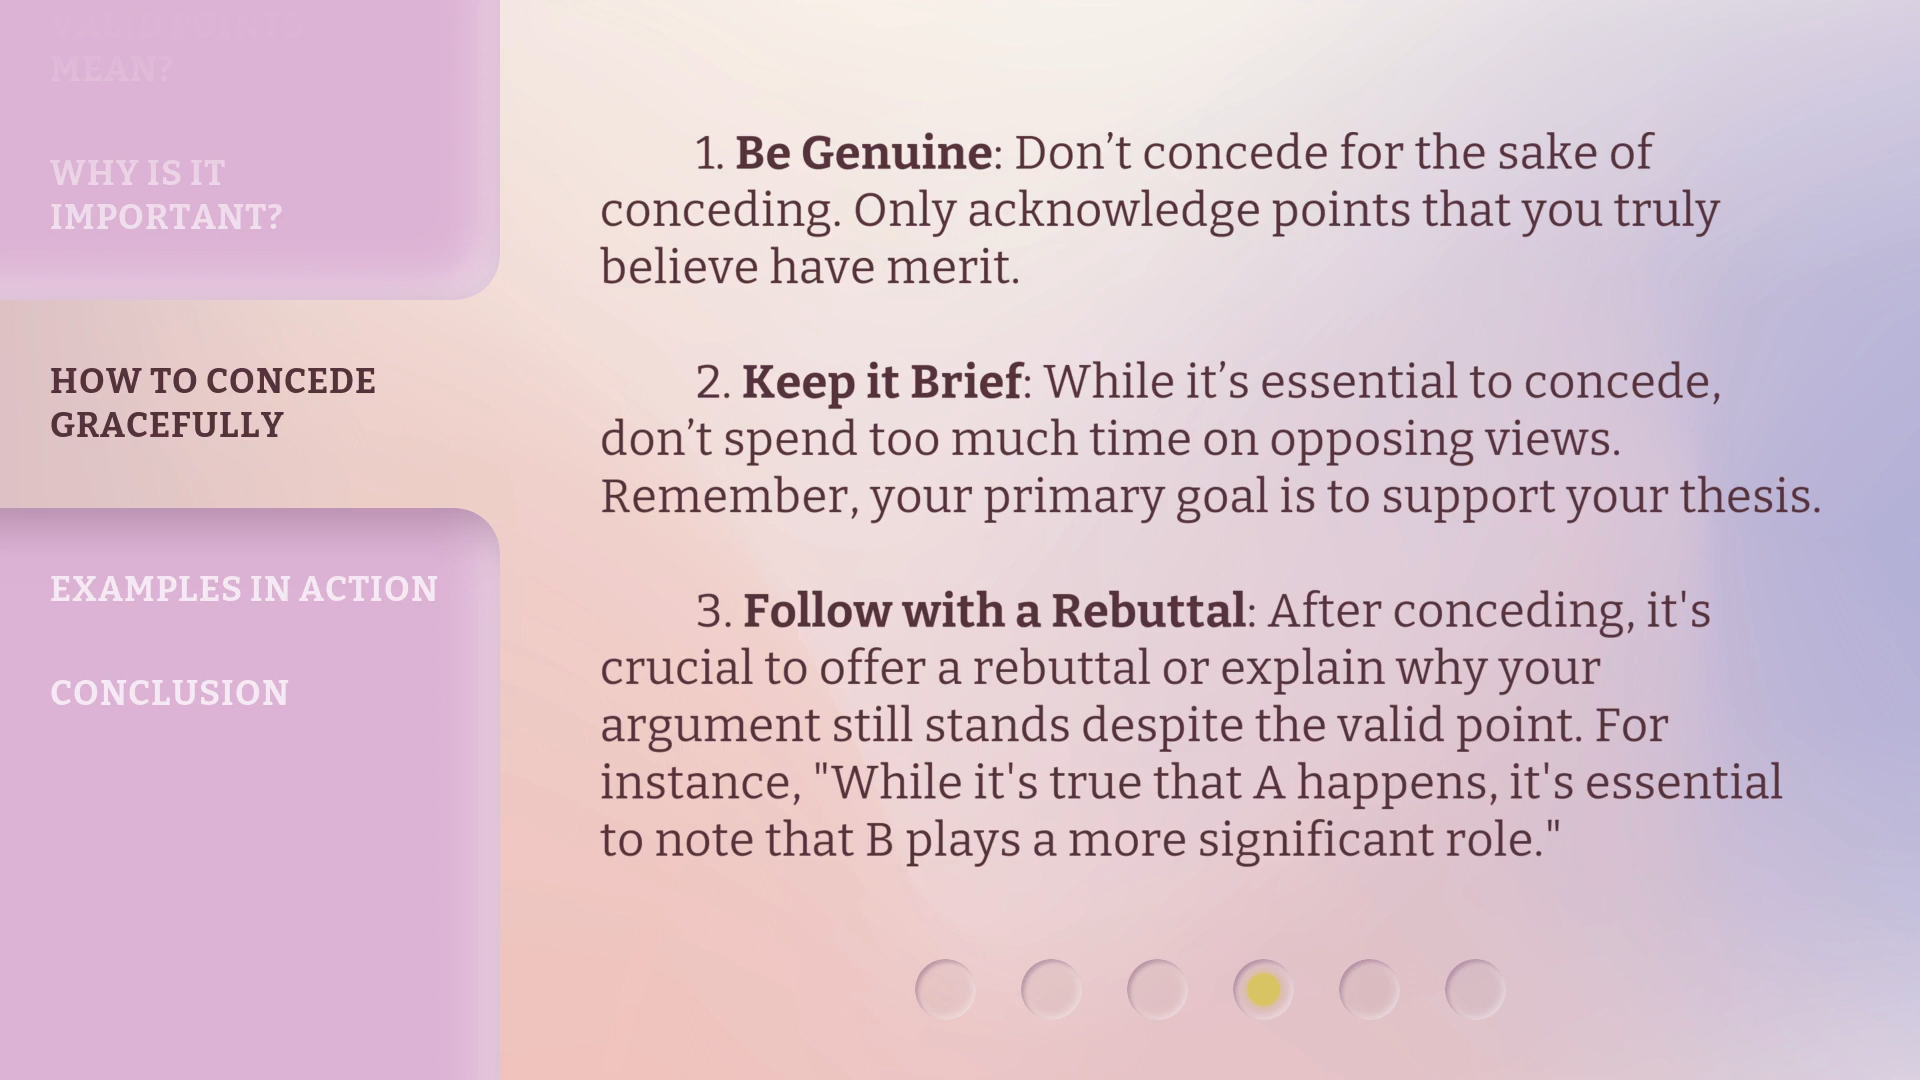 VALID POINTS
MEAN?
WHY IS IT
IMPORTANT?
HOW TO CONCEDE
GRACEFULLY
EXAMPLES IN ACTION
CONCLUSION
1. Be Genuine: Don’t concede for the sake of
conceding. Only acknowledge points that you truly
believe have merit.
2. Keep it Brief: While it’s essential to concede,
don’t spend too much time on opposing views.
Remember, your primary goal is to support your thesis.
3. Follow with a Rebuttal: After conceding, it's
crucial to offer a rebuttal or explain why your
argument still stands despite the valid point. For
instance, "While it's true that A happens, it's essential
to note that B plays a more significant role."